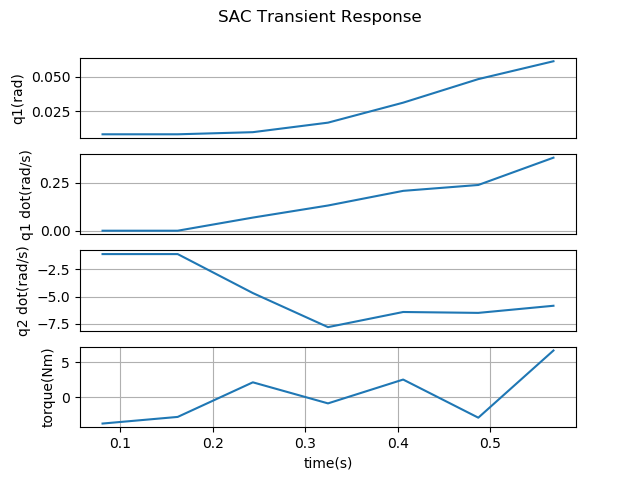 SAC Transient Response
0.050
0.025
q1(rad)
0.25
0.00
q1 dot(rad/s)
−2.5
−5.0
−7.5
q2 dot(rad/s)
5
0
torque(Nm)
0.1 0.2 0.3 0.4 0.5
time(s)